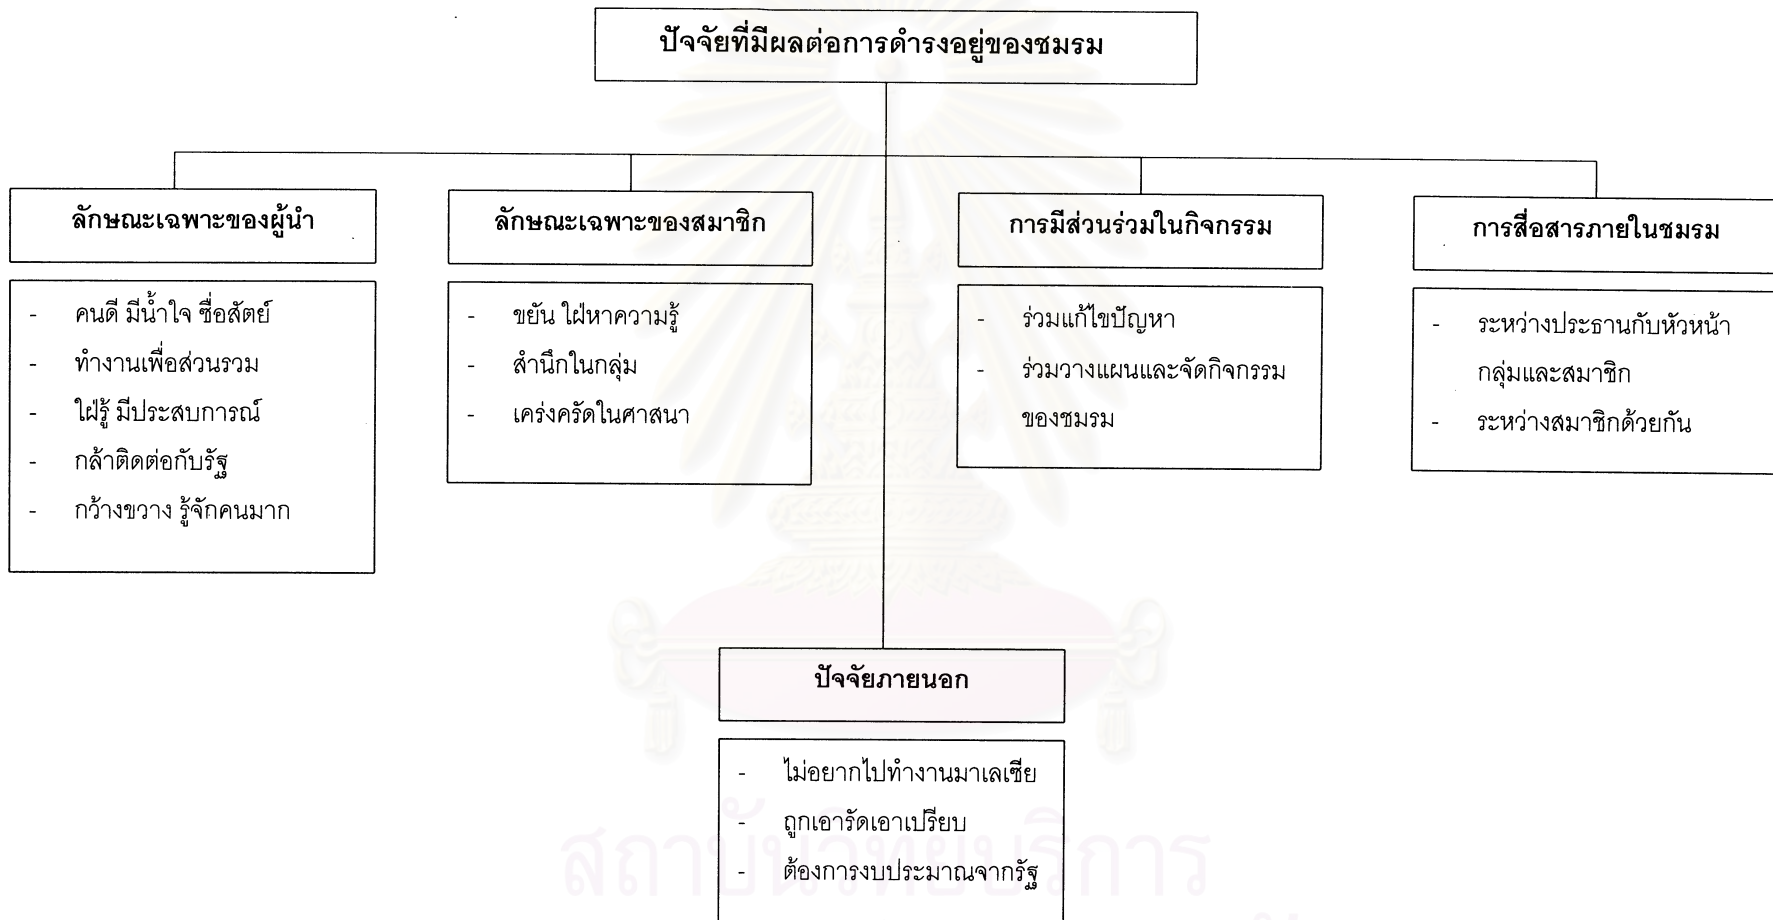 ปัจจัยที่มีผลต่อการดำรงอยู่ของชมรม
ลักษณะเฉพาะของผู้นำ
- คนดี มีน้ำใจ ซื่อสัตย์
- ทำงานเพื่อส่วนรวม
- ใฝ่รู้ มีประสบการณ์
- กล้าติดต่อกับรัฐ
- กว้างขวาง รู้จักคนมาก
ลักษณะเฉพาะของสมาชิก
- ขยัน ใฝ่หาความรู้
- สำนึกในกลุ่ม
- เคร่งครัดในศาสนา
การมีส่วนร่วมในกิจกรรม
- ร่วมแก้ไขปัญหา
- ร่วมวางแผนและจัดกิจกรรม
ของชมรม
การสื่อสารภายในชมรม
- ระหว่างประธานกับหัวหน้า
กลุ่มและสมาชิก
- ระหว่างสมาชิกด้วยกัน
ปัจจัยภายนอก
- ไม่อยากไปทำงานมาเลเซีย
- ถูกเอารัดเอาเปรียบ
- ต้องการงบประมาณจากรัฐ
สถาบันวิทยบริการ